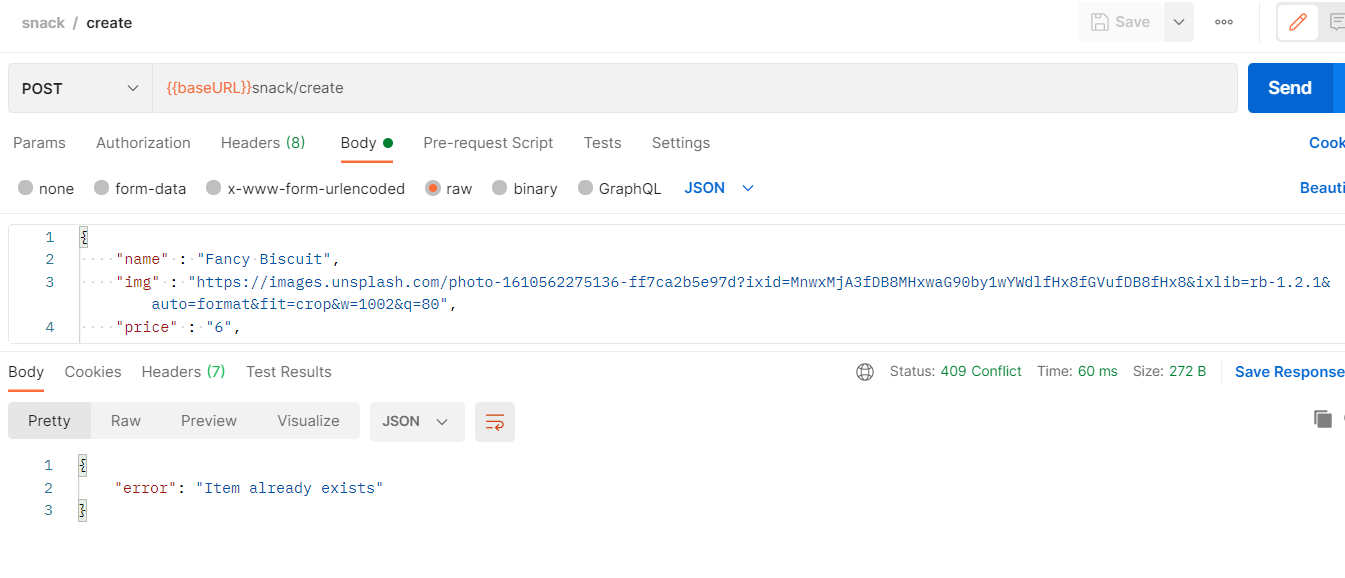 snack / create
Save
POST
{{baseURL}}snack/create
Send
Params Authorization Headers (8) Body Pre-request Script Tests Settings Cook
none form-data x-www-form-urlencoded raw binary GraphQL JSON Beauti
1 {
2 "name" : "Fancy Biscuit",
3 "img" : "https://images.unsplash.com/photo-1610562275136-ff7ca2b5e97d?ixid=MnwxMjA3fDB8MHxwaG90by1wYWdlfHx8fGVufDB8fHx8&ixlib=rb-1.2.1&
auto=format&fit=crop&w=1002&q=80",
4 "price" : "6",
Body Cookies Headers (7) Test Results Status: 409 Conflict Time: 60 ms Size: 272 B Save Response
Pretty Raw Preview Visualize JSON
1 {
2 "error": "Item already exists"
3 }